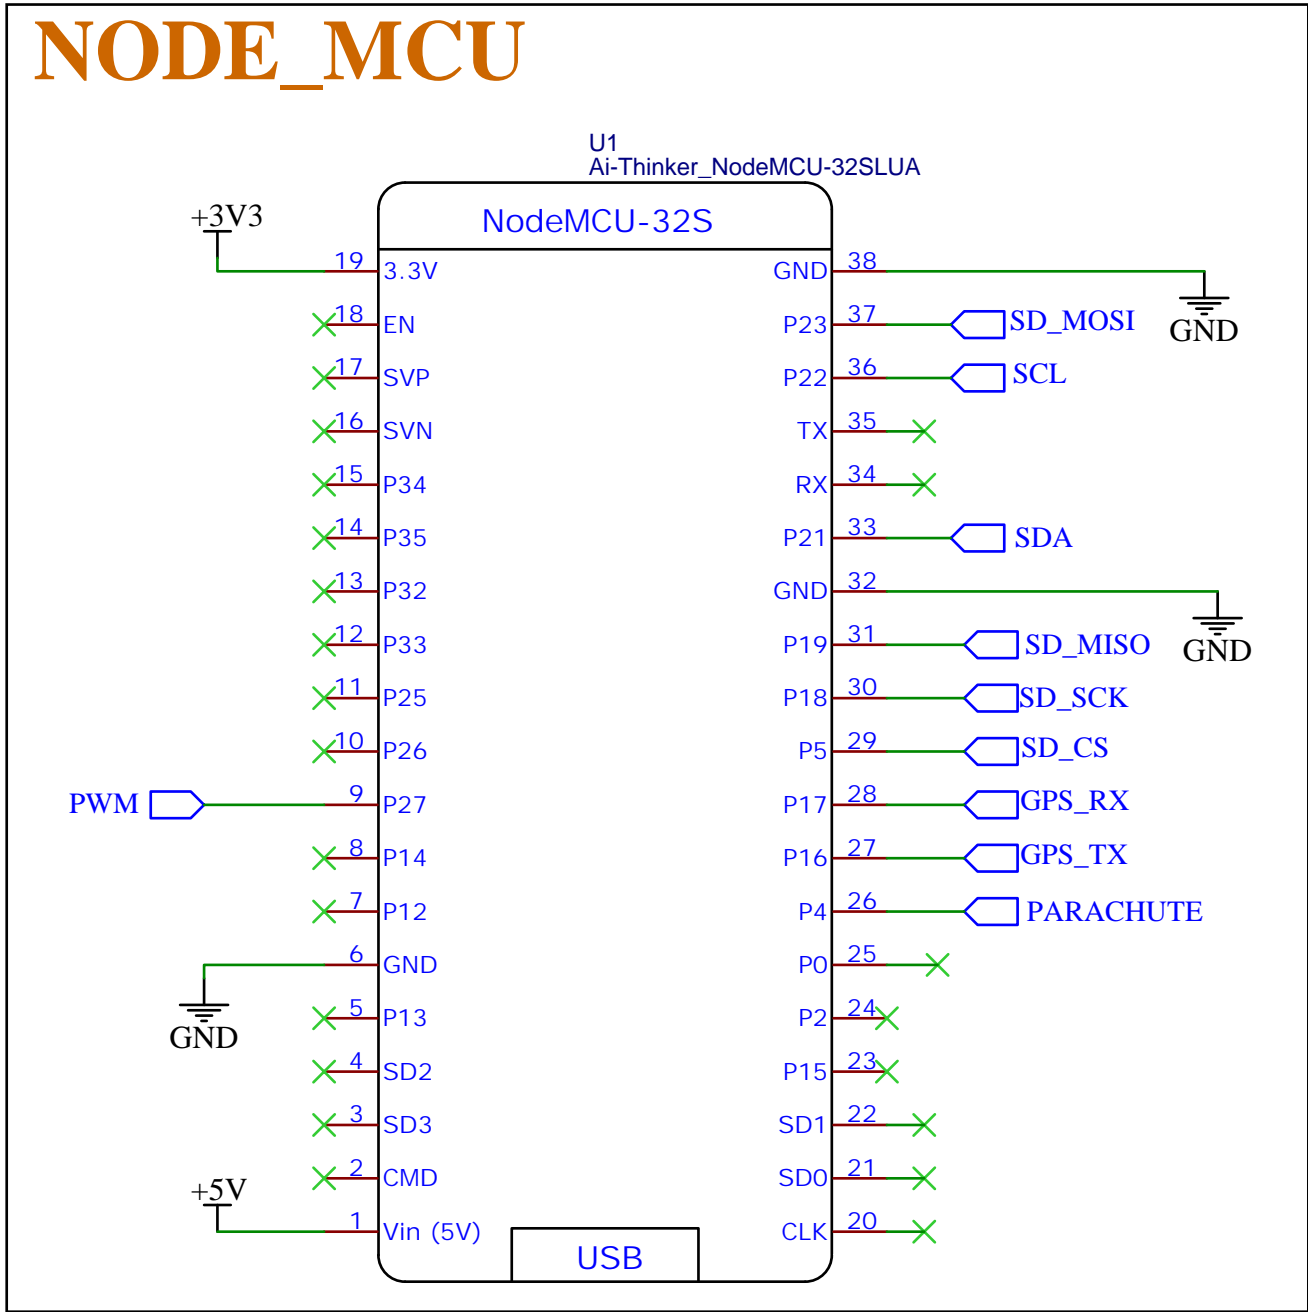 NODE_MCU
U1
Ai-Thinker_NodeMCU-32SLUA
NodeMCU-32S
+3V3
19 3.3V GND 38
GND
18 EN P23 37 SD_MOSI
17 SVP P22 36 SCL
16 SVN TX 35
15 P34 RX 34
14 P35 P21 33 SDA
13 P32 GND 32
GND
12 P33 P19 31 SD_MISO
11 P25 P18 30 SD_SCK
10 P26 P5 29 SD_CS
PWM 9 P27 P17 28 GPS_RX
8 P14 P16 27 GPS_TX
7 P12 P4 26 PARACHUTE
6 GND P0 25
GND
5 P13 P2 24
4 SD2 P15 23
3 SD3 SD1 22
2 CMD SD0 21
+5V
1 Vin (5V) CLK 20
USB